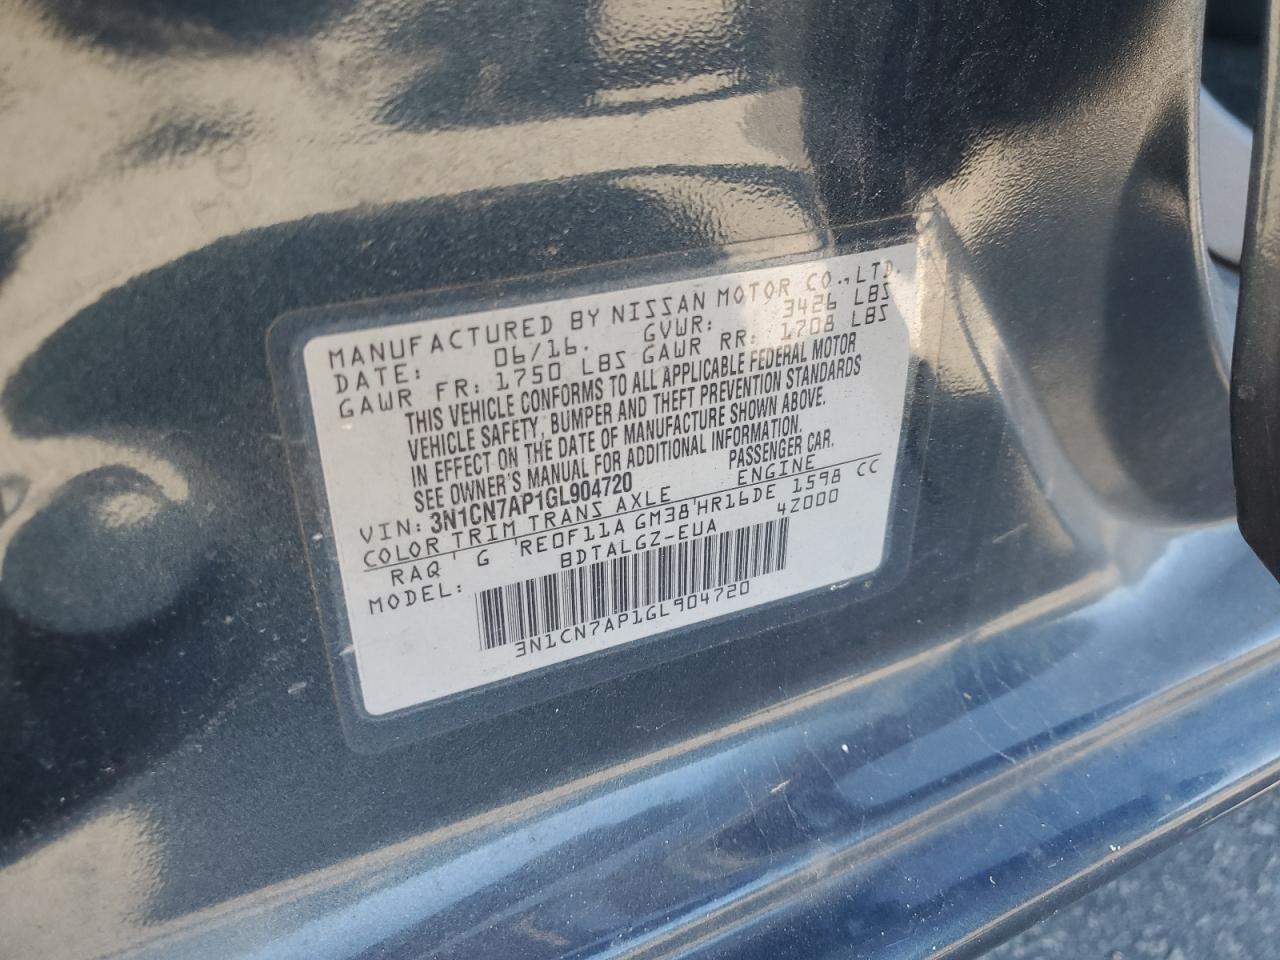 MANUFACTURED BY NISSAN MOTOR CO., LTD.
DATE: 06/16. GVWR: 3426 LBS
GAWR FR: 1750 LBS GAWR RR: 1708 LBS
THIS VEHICLE CONFORMS TO ALL APPLICABLE FEDERAL MOTOR
VEHICLE SAFETY, BUMPER AND THEFT PREVENTION STANDARDS
IN EFFECT ON THE DATE OF MANUFACTURE SHOWN ABOVE.
SEE OWNER'S MANUAL FOR ADDITIONAL INFORMATION.
VIN: 3N1CN7AP1GL904720 PASSENGER CAR.
COLOR TRIM TRANS AXLE ENGINE
RAQ G RE0F11A GM38 HR16DE 1598 CC
MODEL: BDTALGZ-EUA 4Z000
3N1CN7AP1GL904720